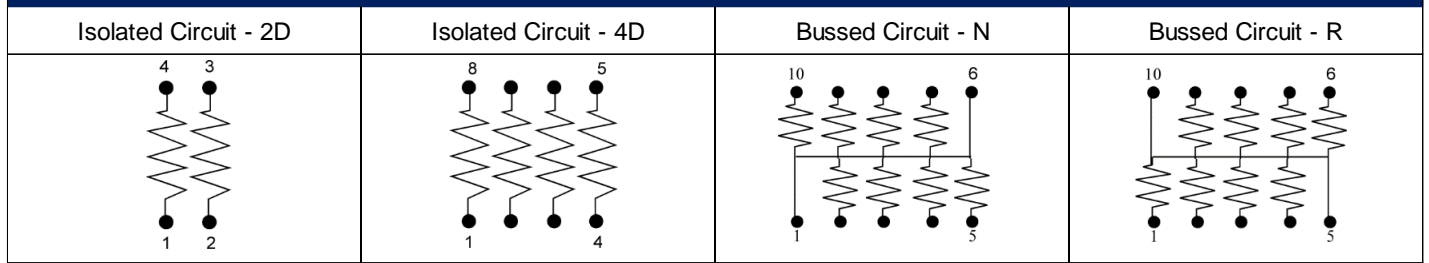 Isolated Circuit - 2D
Isolated Circuit - 4D
Bussed Circuit - N
Bussed Circuit - R
4 3
1 2
8 5
1 4
10 6
1 5
10 6
1 5